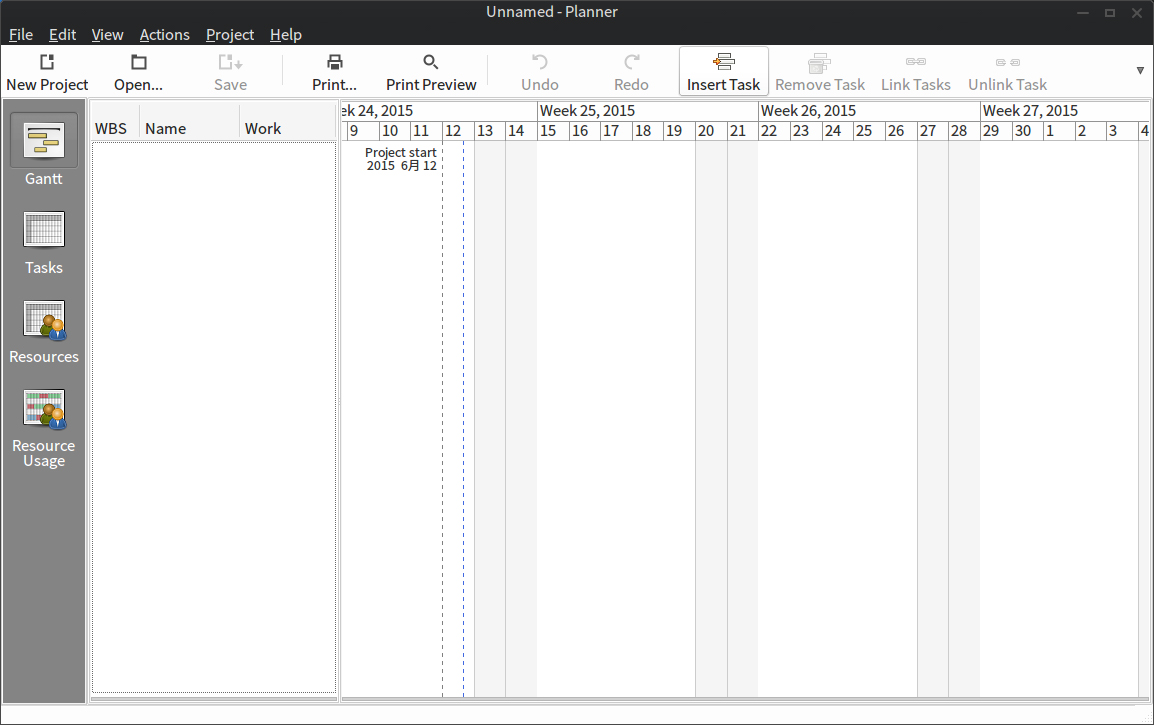 Unnamed - Planner
File Edit View Actions Project Help
New Project Open... Save Print... Print Preview Undo Redo Insert Task Remove Task Link Tasks Unlink Task
WBS Name Work
ek 24, 2015 Week 25, 2015 Week 26, 2015 Week 27, 2015
9 10 11 12 13 14 15 16 17 18 19 20 21 22 23 24 25 26 27 28 29 30 1 2 3 4
Project start
2015 6月 12
Gantt
Tasks
Resources
Resource
Usage